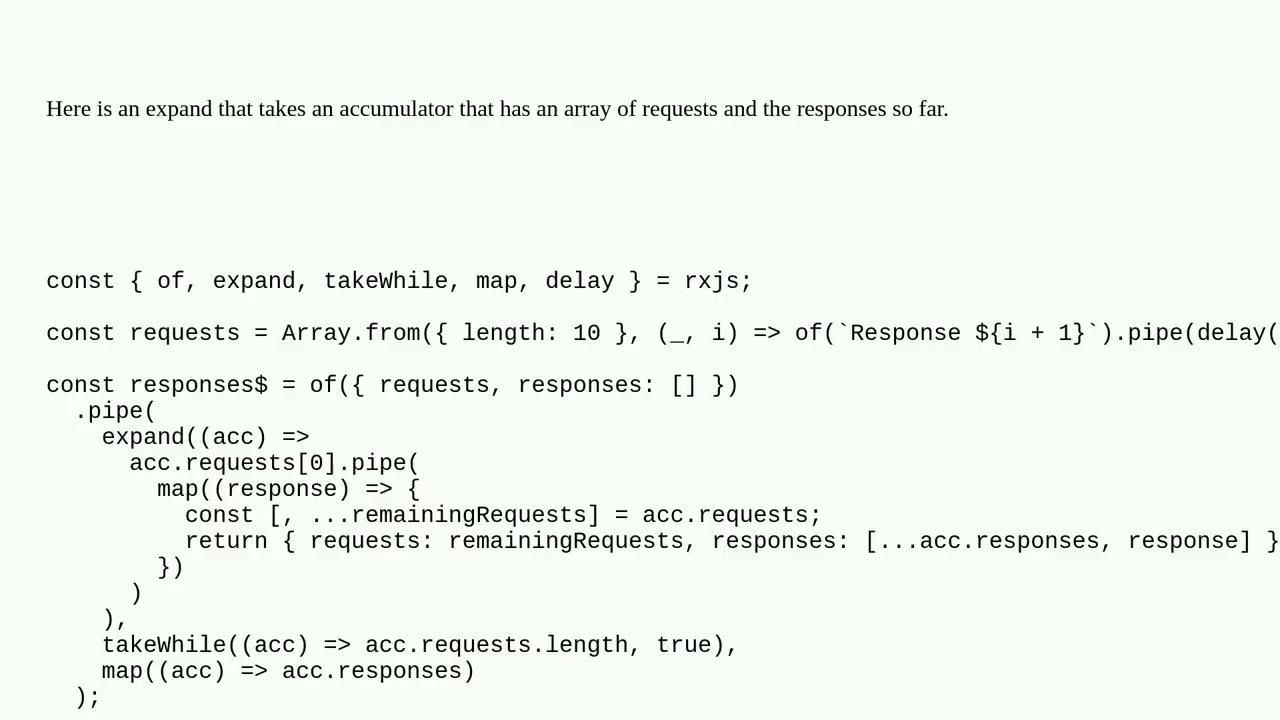 Here is an expand that takes an accumulator that has an array of requests and the responses so far.
const { of, expand, takeWhile, map, delay } = rxjs;
const requests = Array.from({ length: 10 }, (_, i) => of(`Response ${i + 1}`).pipe(delay(
const responses$ = of({ requests, responses: [] })
  .pipe(
    expand((acc) =>
      acc.requests[0].pipe(
        map((response) => {
          const [, ...remainingRequests] = acc.requests;
          return { requests: remainingRequests, responses: [...acc.responses, response] }
        })
      )
    ),
    takeWhile((acc) => acc.requests.length, true),
    map((acc) => acc.responses)
  );